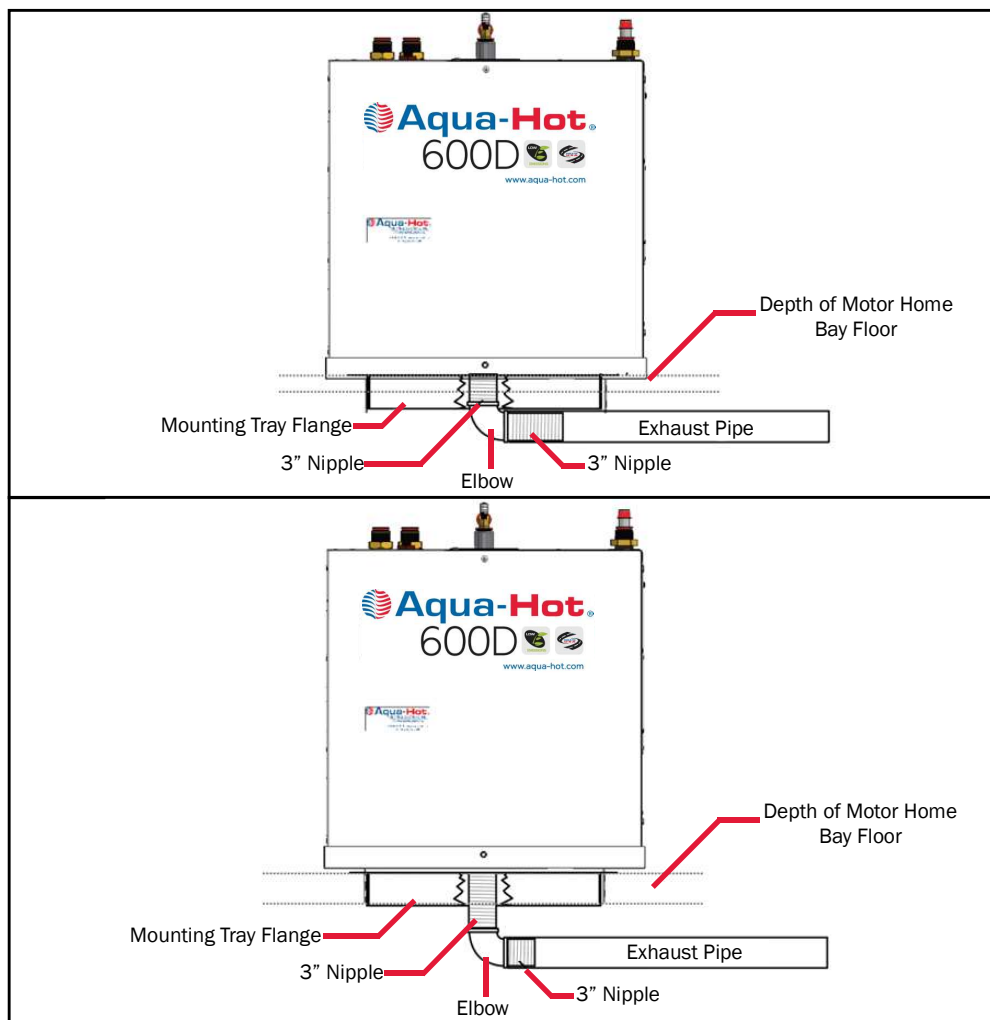 Aqua-Hot®
600D
www.aqua-hot.com
Aqua-Hot
Depth of Motor Home
Bay Floor
Mounting Tray Flange
3” Nipple
Elbow
3” Nipple
Exhaust Pipe
Aqua-Hot®
600D
www.aqua-hot.com
Aqua-Hot
Depth of Motor Home
Bay Floor
Mounting Tray Flange
3” Nipple
Elbow
3” Nipple
Exhaust Pipe